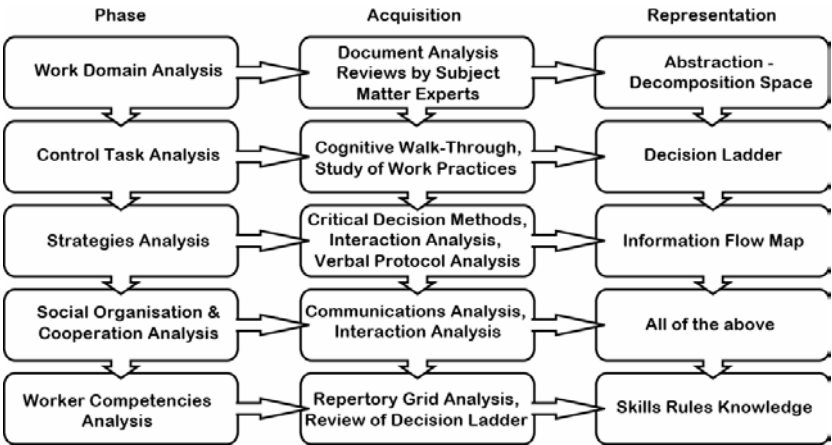 Phase
Acquisition
Representation
Work Domain Analysis
Document Analysis
Reviews by Subject
Matter Experts
Abstraction -
Decomposition Space
Control Task Analysis
Cognitive Walk-Through,
Study of Work Practices
Decision Ladder
Strategies Analysis
Critical Decision Methods,
Interaction Analysis,
Verbal Protocol Analysis
Information Flow Map
Social Organisation &
Cooperation Analysis
Communications Analysis,
Interaction Analysis
All of the above
Worker Competencies
Analysis
Repertory Grid Analysis,
Review of Decision Ladder
Skills Rules Knowledge